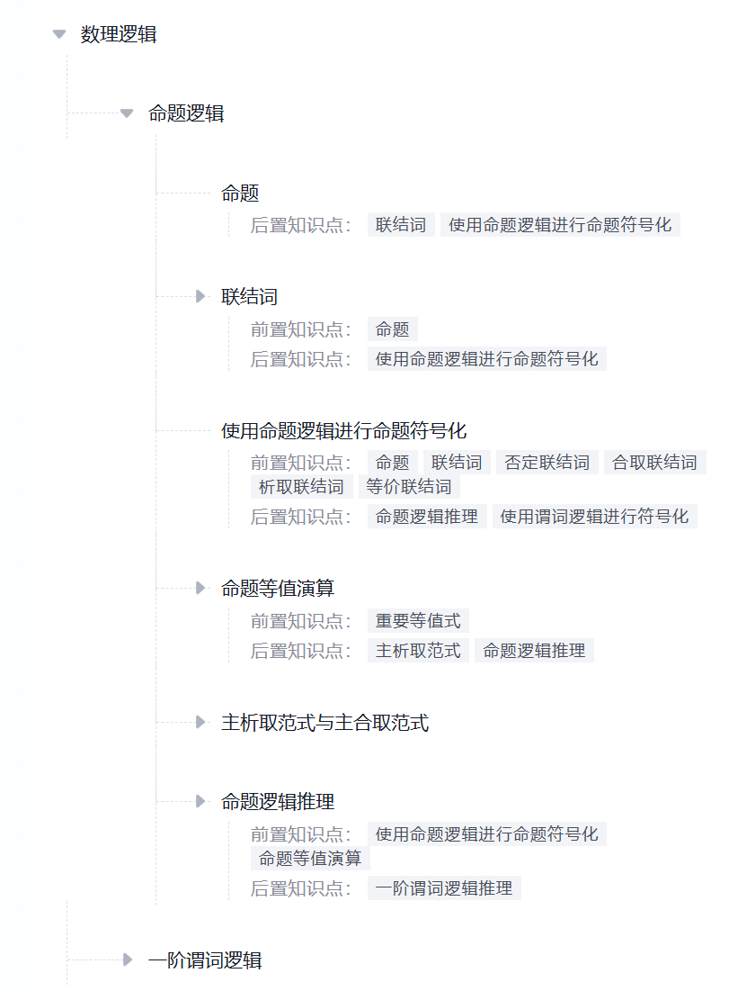 数理逻辑
命题逻辑
命题
后置知识点： 联结词 使用命题逻辑进行命题符号化
联结词
前置知识点： 命题
后置知识点： 使用命题逻辑进行命题符号化
使用命题逻辑进行命题符号化
前置知识点： 命题 联结词 否定联结词 合取联结词
析取联结词 等价联结词
后置知识点： 命题逻辑推理 使用谓词逻辑进行符号化
命题等值演算
前置知识点： 重要等值式
后置知识点： 主析取范式 命题逻辑推理
主析取范式与主合取范式
命题逻辑推理
前置知识点： 使用命题逻辑进行命题符号化
命题等值演算
后置知识点： 一阶谓词逻辑推理
一阶谓词逻辑